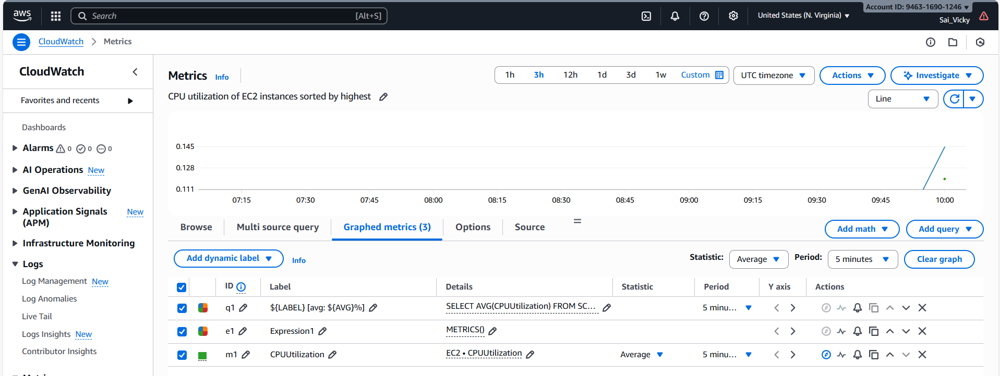 aws
Search [Alt+S]
United States (N. Virginia)
Account ID: 9463-1690-1246
Sai_Vicky
CloudWatch Metrics
CloudWatch
Favorites and recents
Dashboards
Alarms 0 0 0
AI Operations New
GenAI Observability
Application Signals New
(APM)
Infrastructure Monitoring
Logs
Log Management New
Log Anomalies
Live Tail
Logs Insights New
Contributor Insights
Metrics Info
1h 3h 12h 1d 3d 1w Custom UTC timezone Actions Investigate
CPU utilization of EC2 instances sorted by highest
Line
0.145
0.128
0.111
07:15 07:30 07:45 08:00 08:15 08:30 08:45 09:00 09:15 09:30 09:45 10:00
Browse Multi source query Graphed metrics (3) Options Source
Add math Add query
Add dynamic label Info Statistic: Average Period: 5 minutes Clear graph
ID Label Details Statistic Period Y axis Actions
q1 ${LABEL} [avg: ${AVG}%] SELECT AVG(CPUUtilization) FROM SC... 5 minu...
e1 Expression1 METRICS()
m1 CPUUtilization EC2 • CPUUtilization Average 5 minu...